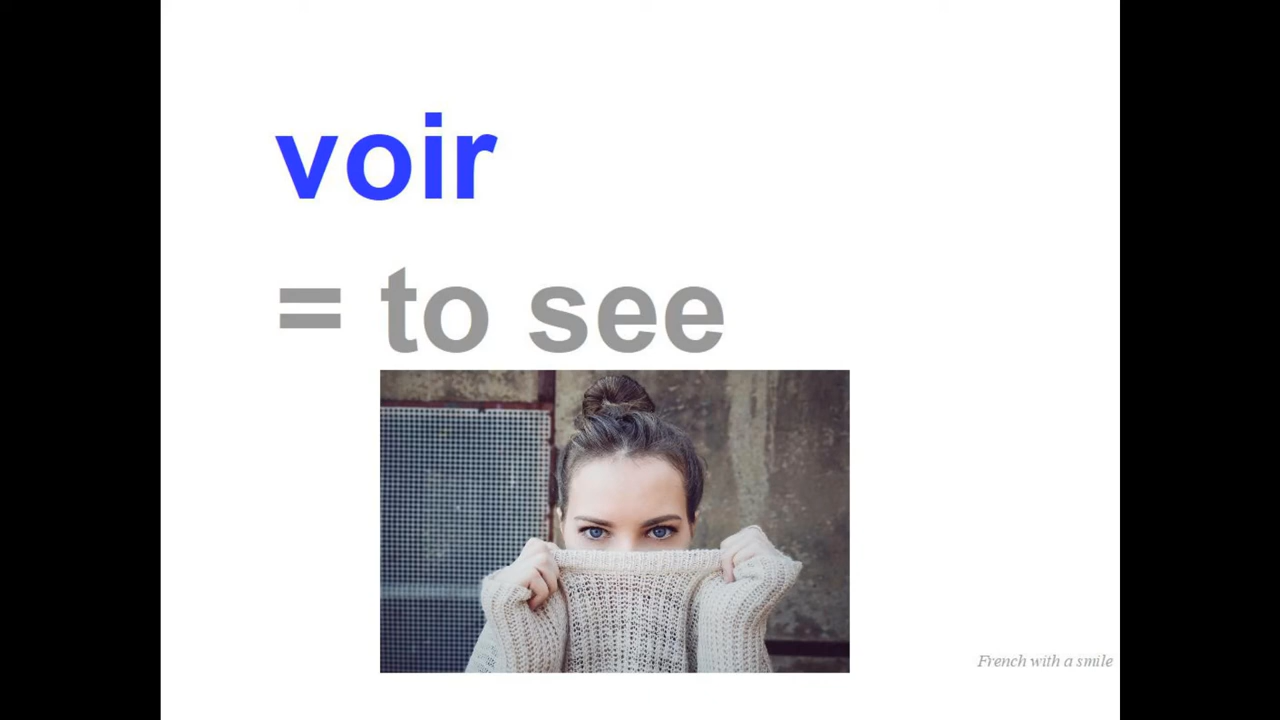 voir
= to see
French with a smile